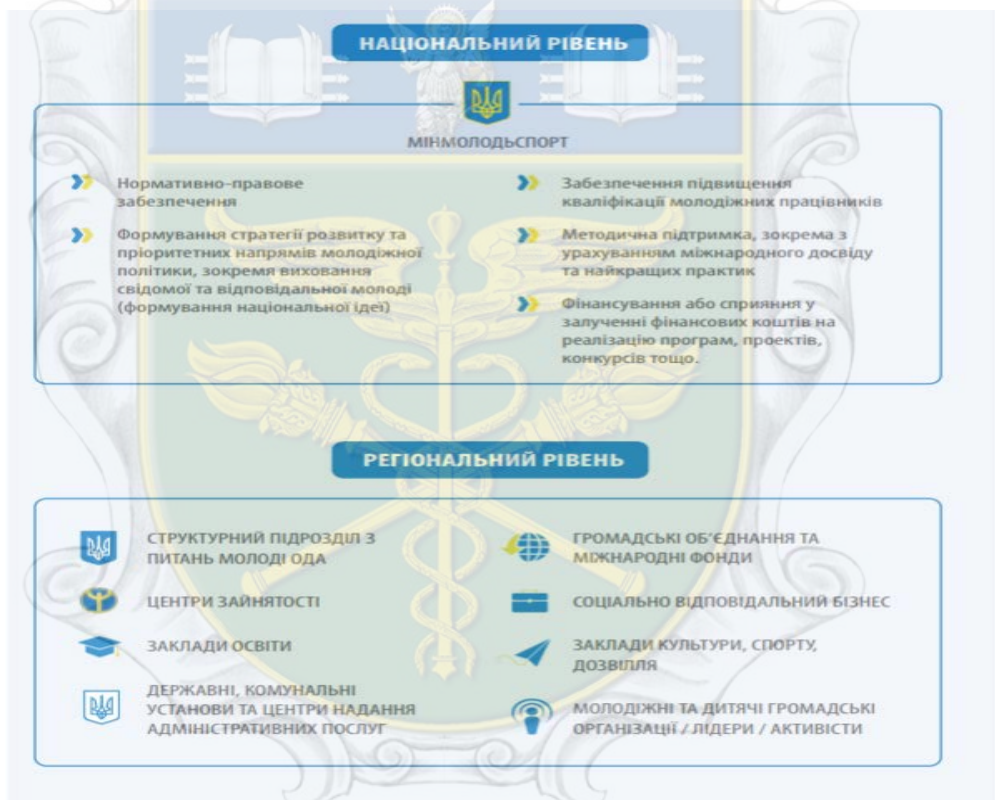 НАЦІОНАЛЬНИЙ РІВЕНЬ
МІНМОЛОДЬСПОРТ
Нормативно-правове
забезпечення
Формування стратегії розвитку та
пріоритетних напрямів молодіжної
політики, зокремя виховання
свідомої та відповідальної молоді
(формування національної ідеї)
Забезпечення підвищення
кваліфікації молодіжних працівників
Методична підтримка, зокрема з
урахуванням міжнародного досвіду
та найкращих практик
Фінансування або сприяння у
залученні фінансових коштів на
реалізацію програм, проектів,
конкурсів тощо.
РЕГІОНАЛЬНИЙ РІВЕНЬ
СТРУКТУРНИЙ ПІДРОЗДІЛ З
ПИТАНЬ МОЛОДІ ОДА
ЦЕНТРИ ЗАЙНЯТОСТІ
ЗАКЛАДИ ОСВІТИ
ДЕРЖАВНІ, КОМУНАЛЬНІ
УСТАНОВИ ТА ЦЕНТРИ НАДАННЯ
АДМІНІСТРАТИВНИХ ПОСЛУГ
ГРОМАДСЬКІ ОБ'ЄДНАННЯ ТА
МІЖНАРОДНІ ФОНДИ
СОЦІАЛЬНО ВІДПОВІДАЛЬНИЙ БІЗНЕС
ЗАКЛАДИ КУЛЬТУРИ, СПОРТУ,
ДОЗВІЛЛЯ
МОЛОДІЖНІ ТА ДИТЯЧІ ГРОМАДСЬКІ
ОРГАНІЗАЦІЇ / ЛІДЕРИ / АКТИВІСТИ